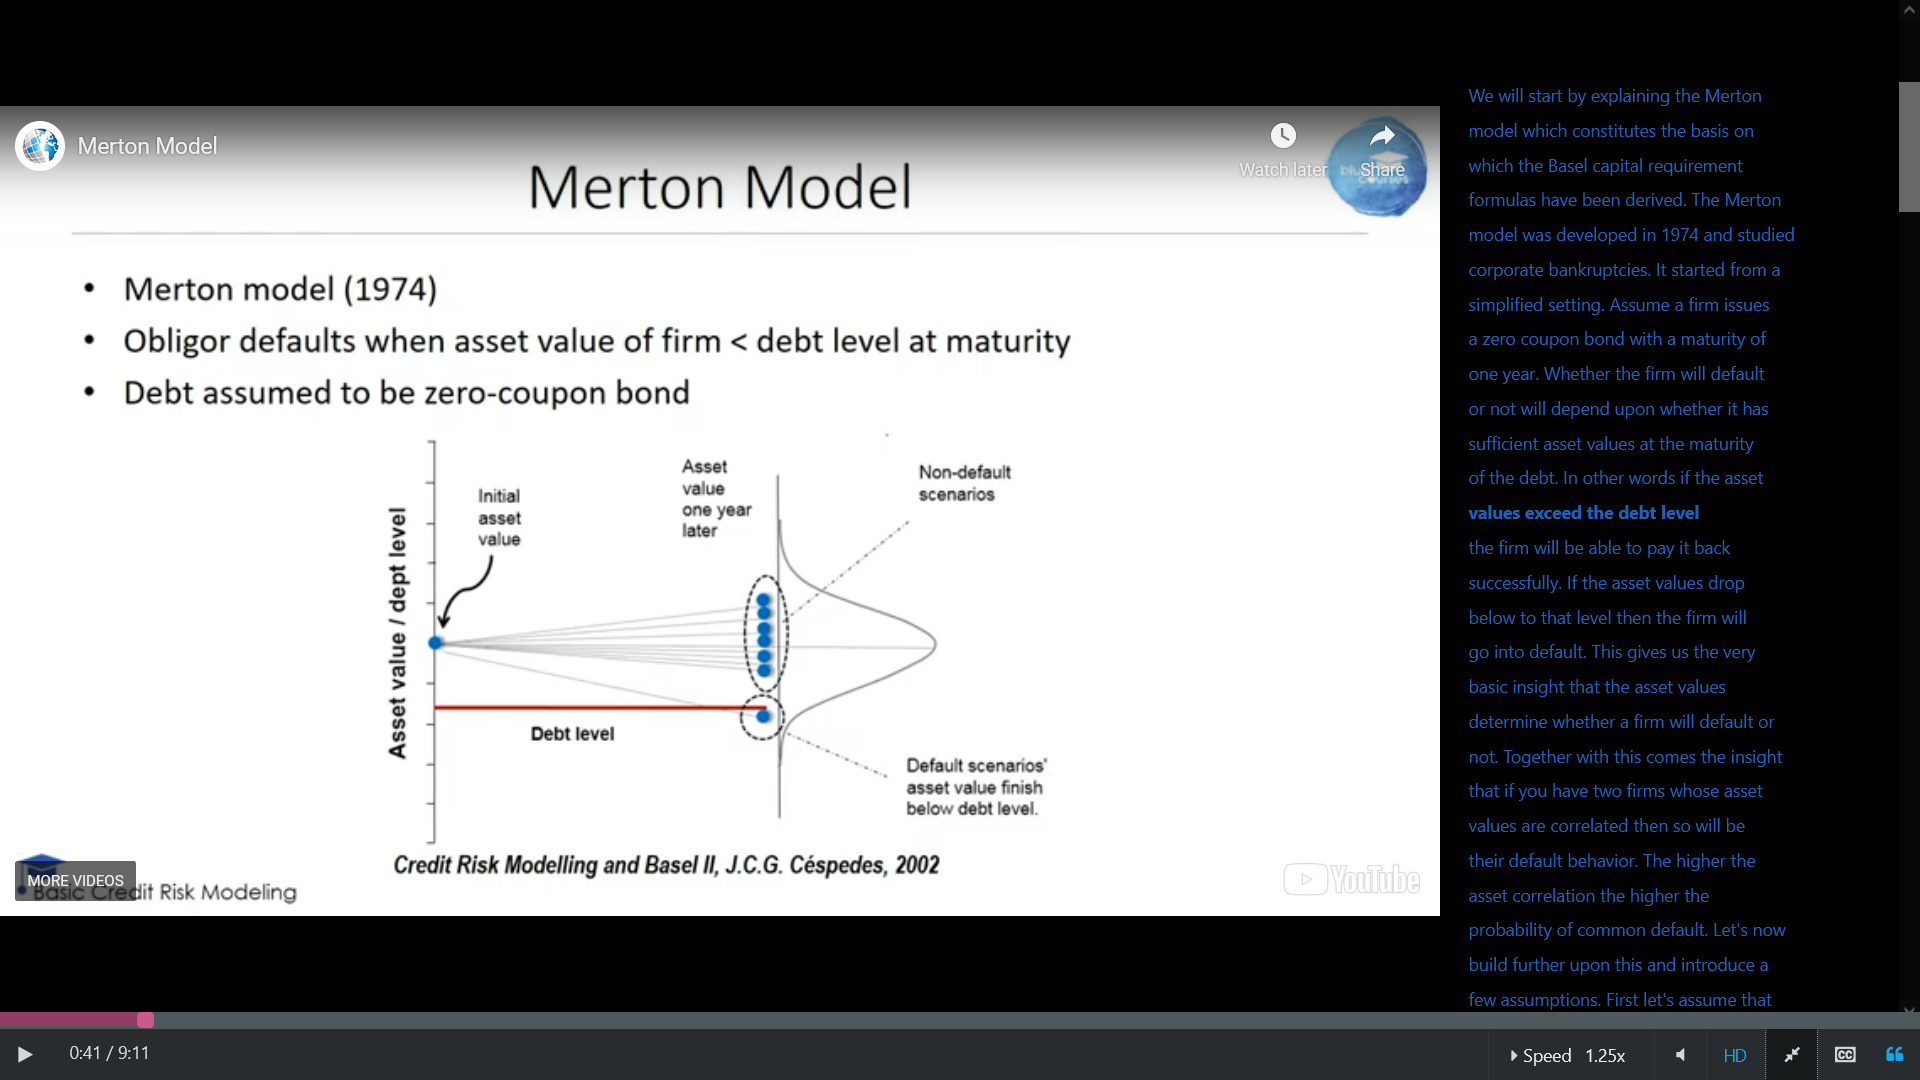 Merton Model
Watch later
Share
Merton Model
• Merton model (1974)
• Obligor defaults when asset value of firm < debt level at maturity
• Debt assumed to be zero-coupon bond
Asset value / dept level
Initial
asset
value
Asset
value
one year
later
Non-default
scenarios
Debt level
Default scenarios'
asset value finish
below debt level.
Credit Risk Modelling and Basel II, J.C.G. Céspedes, 2002
MORE VIDEOS
Basic Credit Risk Modeling
YouTube
We will start by explaining the Merton
model which constitutes the basis on
which the Basel capital requirement
formulas have been derived. The Merton
model was developed in 1974 and studied
corporate bankruptcies. It started from a
simplified setting. Assume a firm issues
a zero coupon bond with a maturity of
one year. Whether the firm will default
or not will depend upon whether it has
sufficient asset values at the maturity
of the debt. In other words if the asset
values exceed the debt level
the firm will be able to pay it back
successfully. If the asset values drop
below to that level then the firm will
go into default. This gives us the very
basic insight that the asset values
determine whether a firm will default or
not. Together with this comes the insight
that if you have two firms whose asset
values are correlated then so will be
their default behavior. The higher the
asset correlation the higher the
probability of common default. Let's now
build further upon this and introduce a
few assumptions. First let's assume that
0:41 / 9:11
Speed 1.25x
HD
CC